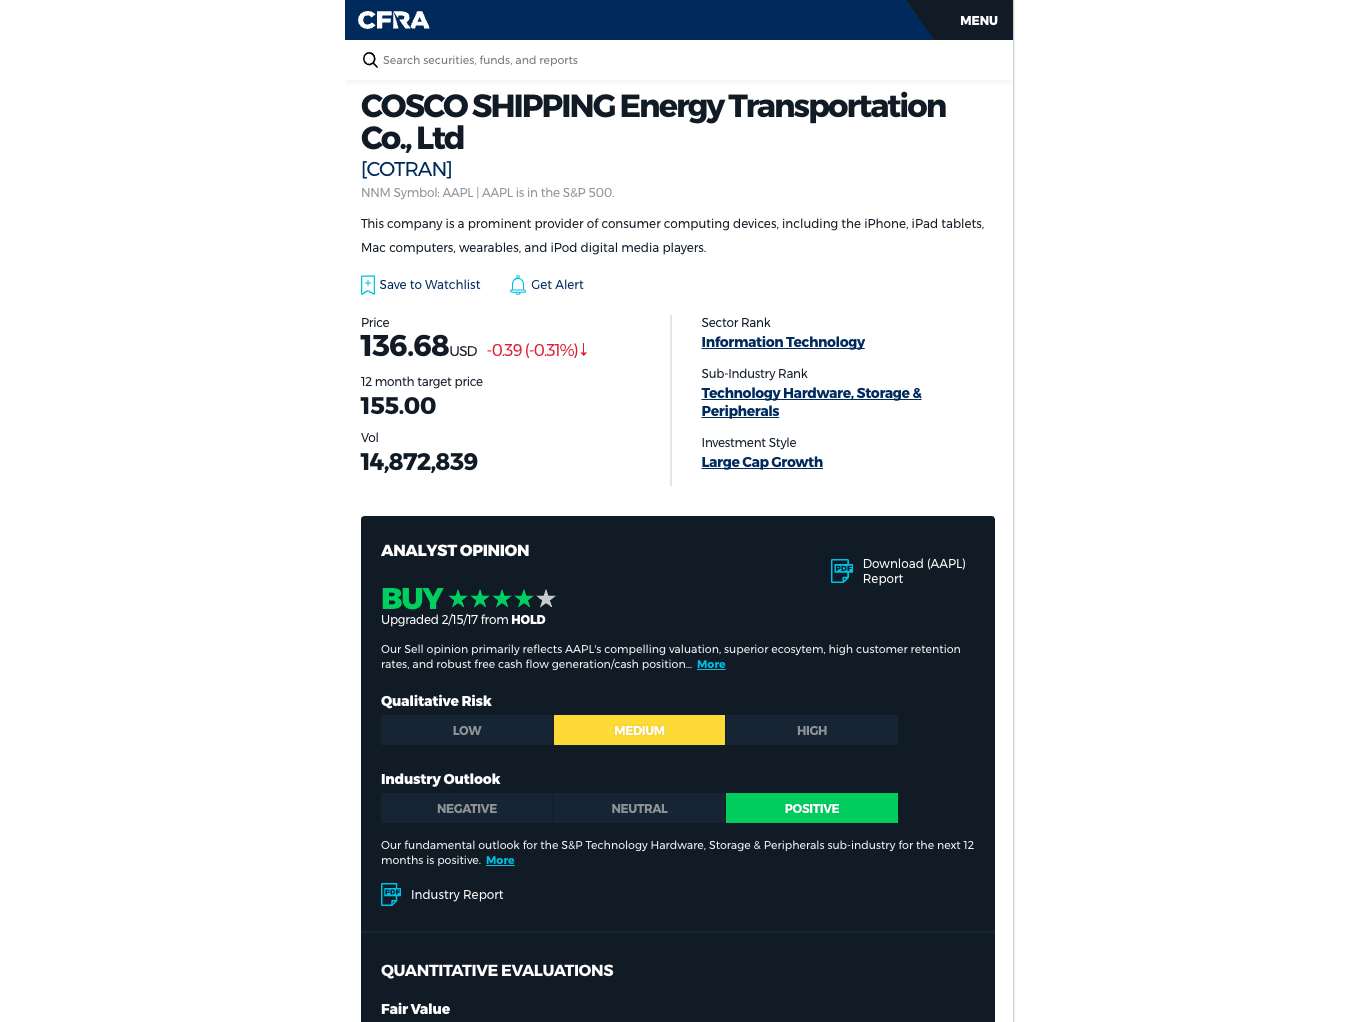 CFRA
MENU
Search securities, funds, and reports
COSCO SHIPPING Energy Transportation
Co., Ltd
[COTRAN]
NNM Symbol: AAPL | AAPL is in the S&P 500.
This company is a prominent provider of consumer computing devices, including the iPhone, iPad tablets,
Mac computers, wearables, and iPod digital media players.
Save to Watchlist
Get Alert
Price
136.68USD -0.39 (-0.31%)↓
12 month target price
155.00
Vol
14,872,839
Sector Rank
Information Technology
Sub-Industry Rank
Technology Hardware, Storage &
Peripherals
Investment Style
Large Cap Growth
ANALYST OPINION
PDF
Download (AAPL)
Report
BUY
Upgraded 2/15/17 from HOLD
Our Sell opinion primarily reflects AAPL's compelling valuation, superior ecosytem, high customer retention
rates, and robust free cash flow generation/cash position... More
Qualitative Risk
LOW MEDIUM HIGH
Industry Outlook
NEGATIVE NEUTRAL POSITIVE
Our fundamental outlook for the S&P Technology Hardware, Storage & Peripherals sub-industry for the next 12
months is positive. More
PDF
Industry Report
QUANTITATIVE EVALUATIONS
Fair Value